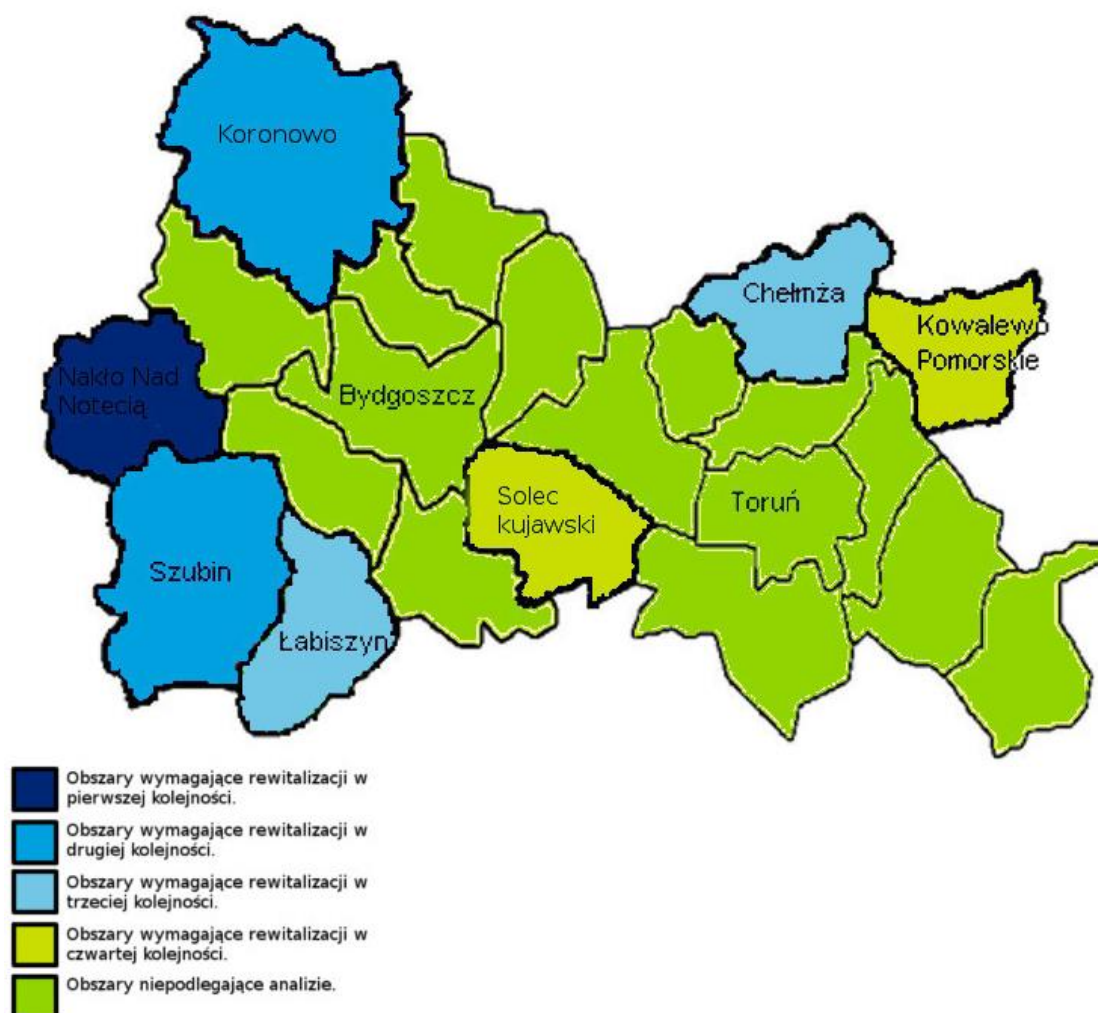 Koronowo
Chełmża
Kowalewo
Pomorskie
Nakło Nad
Notecią
Bydgoszcz
Solec
kujawski
Toruń
Szubin
Łabiszyn
Obszary wymagające rewitalizacji w
pierwszej kolejności.
Obszary wymagające rewitalizacji w
drugiej kolejności.
Obszary wymagające rewitalizacji w
trzeciej kolejności.
Obszary wymagające rewitalizacji w
czwartej kolejności.
Obszary niepodlegające analizie.